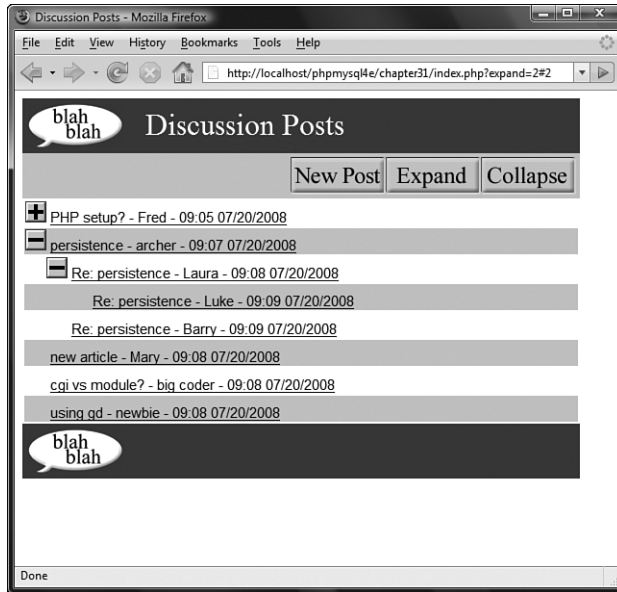 Discussion Posts - Mozilla Firefox
File Edit View History Bookmarks Tools Help
http://localhost/phpmysql4e/chapter31/index.php?expand=2#2
blah
blah
Discussion Posts
New Post Expand Collapse
PHP setup? - Fred - 09:05 07/20/2008
persistence - archer - 09:07 07/20/2008
Re: persistence - Laura - 09:08 07/20/2008
Re: persistence - Luke - 09:09 07/20/2008
Re: persistence - Barry - 09:09 07/20/2008
new article - Mary - 09:08 07/20/2008
cgi vs module? - big coder - 09:08 07/20/2008
using gd - newbie - 09:08 07/20/2008
blah
blah
Done